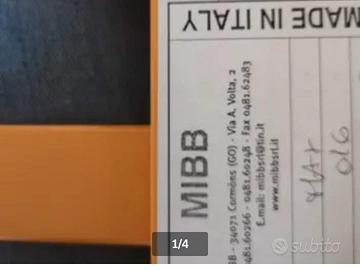 MADE IN ITALY
MIBB
BB - 34071 Cormòns (GO) - Via A. Volta, 2
0481.60266 - 0481.60248 - Fax 0481.62483
E.mail: mibbsrl@tin.it
www.mibbsrl.it
016
1/4
subito